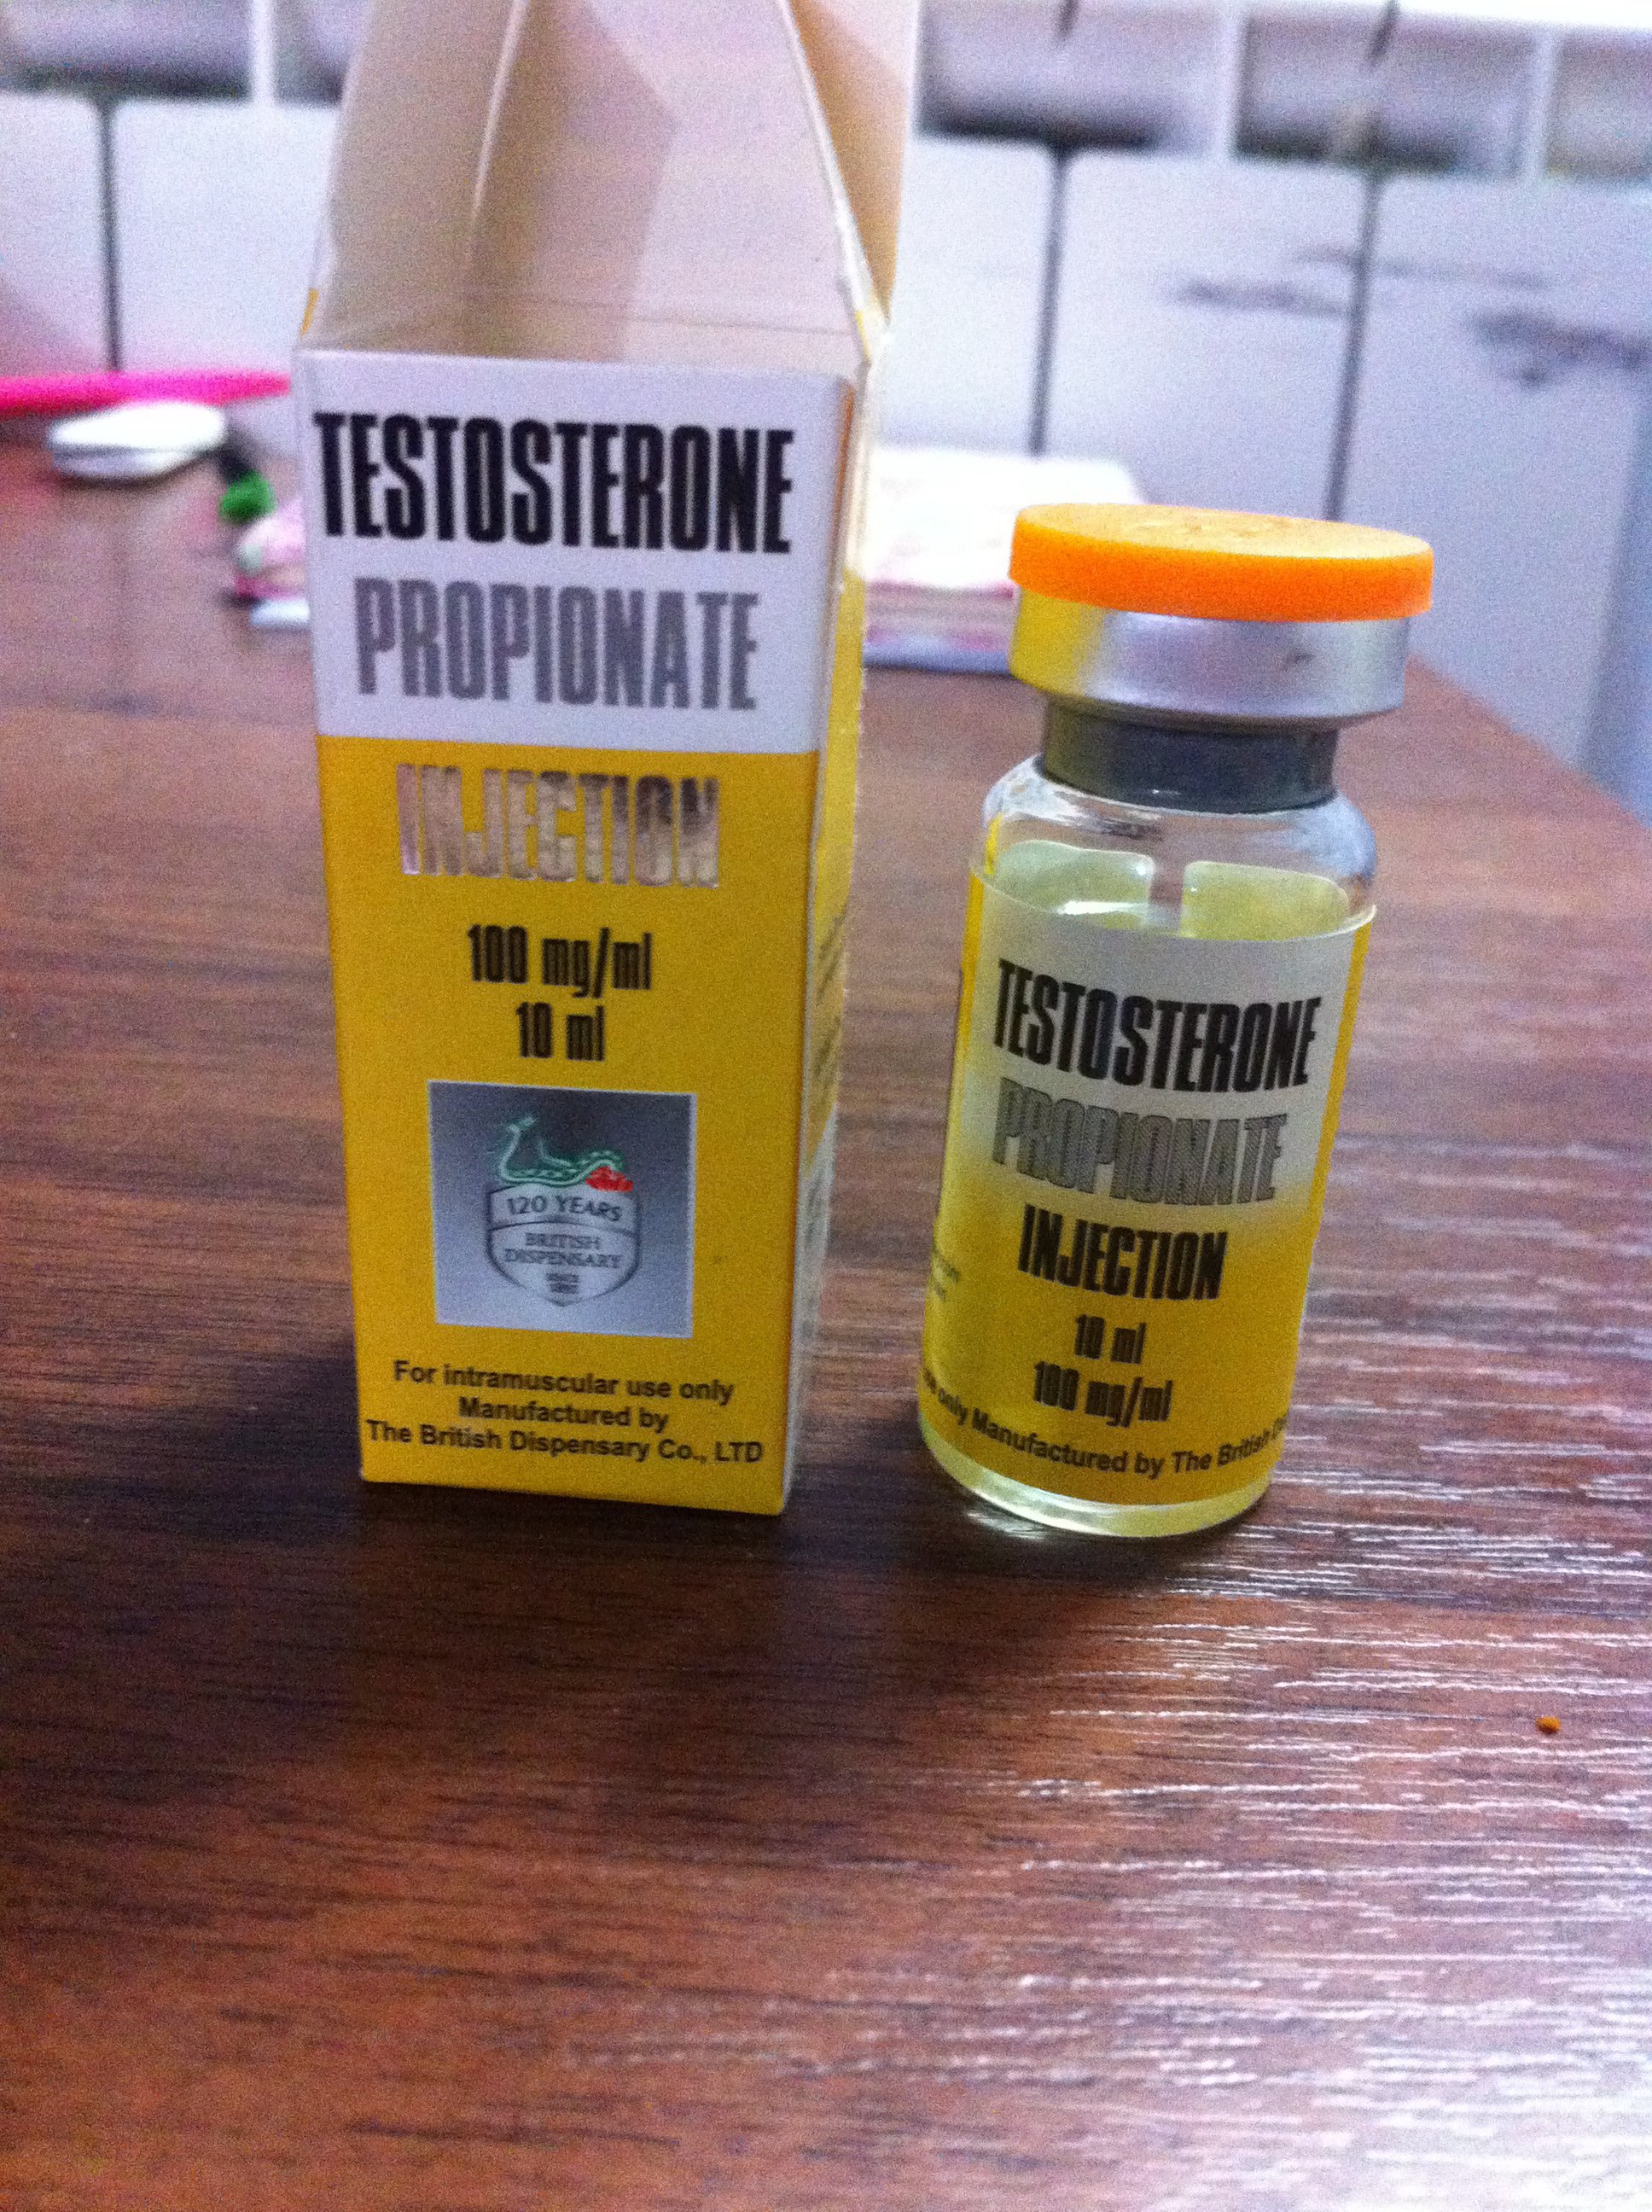 TESTOSTERONE
PROPIONATE
INJECTION
100 mg/ml
10 ml
120 YEARS
BRITISH
DISPENSARY
For intramuscular use only
Manufactured by
The British Dispensary Co., LTD
TESTOSTERONE
PROPIONATE
INJECTION
10 ml
100 mg/ml
only Manufactured by The British